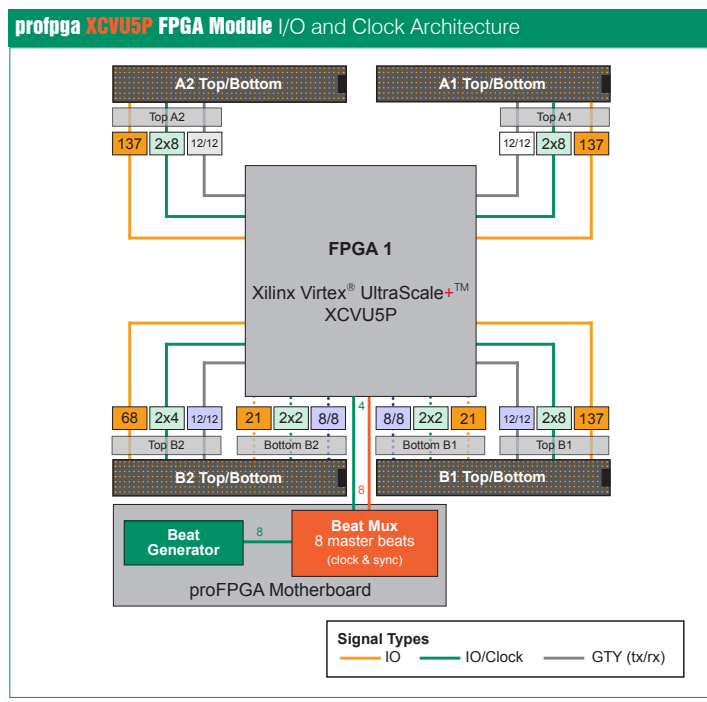 profpga XCVU5P FPGA Module I/O and Clock Architecture
A2 Top/Bottom
A1 Top/Bottom
Top A2
Top A1
137 2x8 12/12
12/12 2x8 137
FPGA 1
Xilinx Virtex® UltraScale+™
XCVU5P
68 2x4 12/12 21 2x2 8/8
4
8/8 2x2 21 12/12 2x8 137
Top B2 Bottom B2
Bottom B1 Top B1
B2 Top/Bottom
B1 Top/Bottom
8
Beat
Generator
8
Beat Mux
8 master beats
(clock & sync)
proFPGA Motherboard
Signal Types
IO IO/Clock GTY (tx/rx)